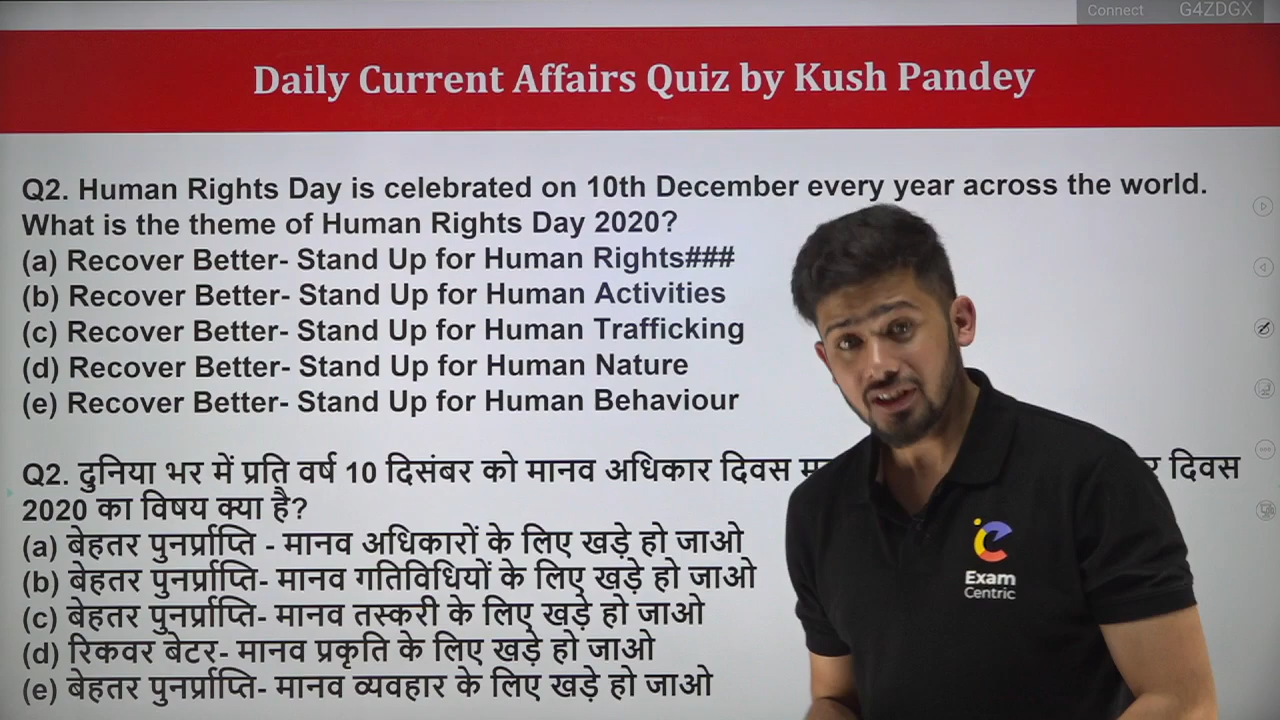 Connect G4ZDGX
Daily Current Affairs Quiz by Kush Pandey
Q2. Human Rights Day is celebrated on 10th December every year across the world.
What is the theme of Human Rights Day 2020?
(a) Recover Better- Stand Up for Human Rights###
(b) Recover Better- Stand Up for Human Activities
(c) Recover Better- Stand Up for Human Trafficking
(d) Recover Better- Stand Up for Human Nature
(e) Recover Better- Stand Up for Human Behaviour
Q2. दुनिया भर में प्रति वर्ष 10 दिसंबर को मानव अधिकार दिवस दिवस
2020 का विषय क्या है?
(a) बेहतर पुनर्प्राप्ति - मानव अधिकारों के लिए खड़े हो जाओ
(b) बेहतर पुनर्प्राप्ति- मानव गतिविधियों के लिए खड़े हो जाओ
(c) बेहतर पुनर्प्राप्ति- मानव तस्करी के लिए खड़े हो जाओ
(d) रिकवर बेटर- मानव प्रकृति के लिए खड़े हो जाओ
(e) बेहतर पुनर्प्राप्ति- मानव व्यवहार के लिए खड़े हो जाओ
Exam
Centric